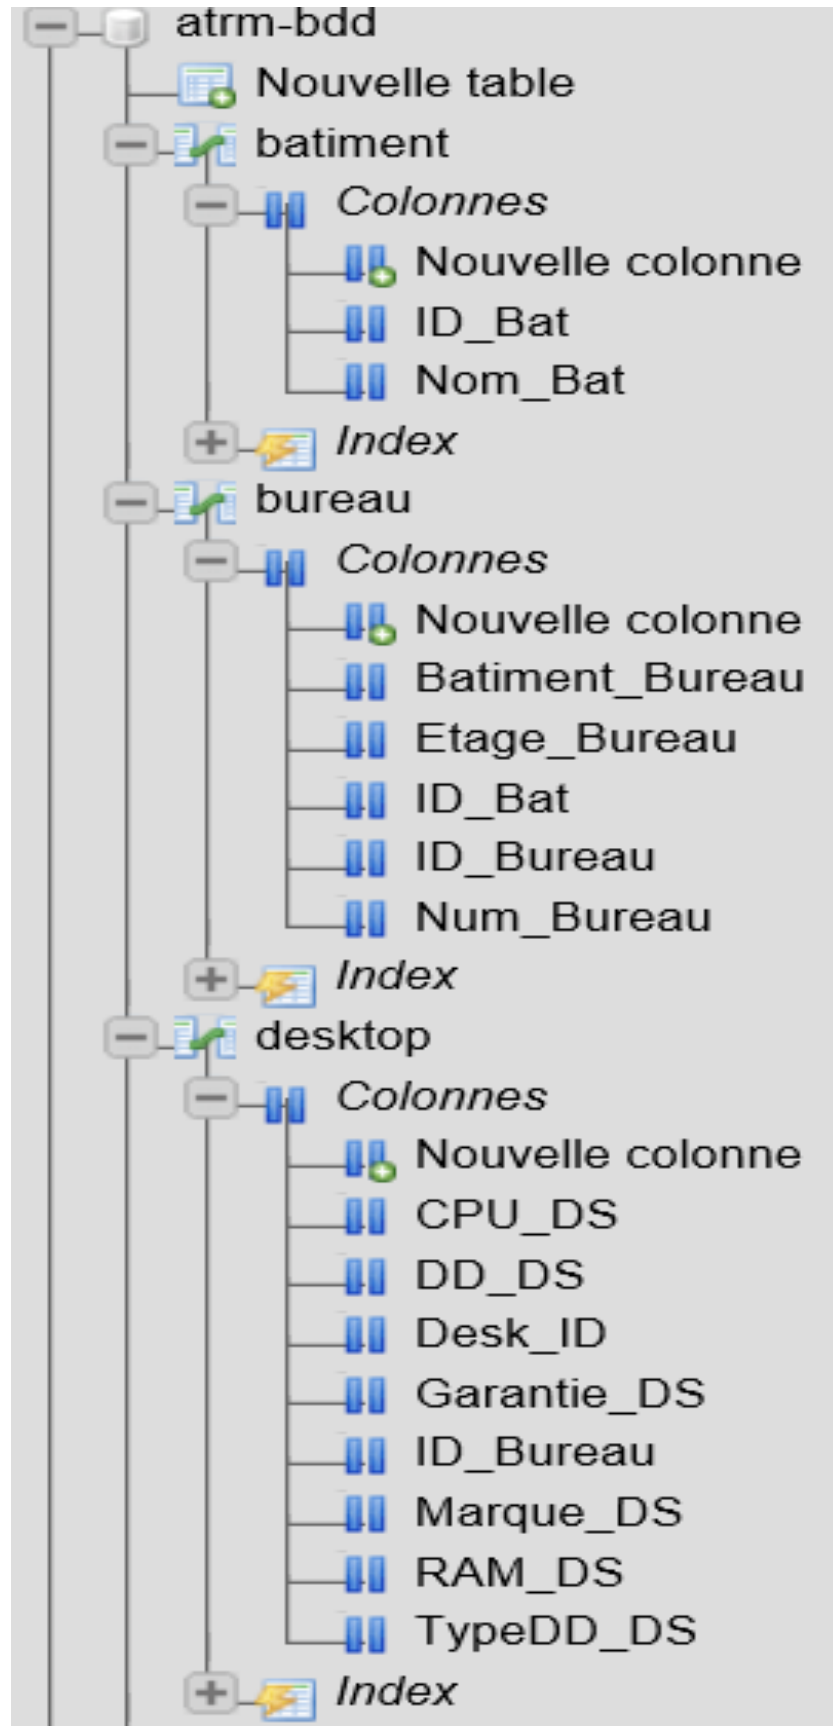 atrm-bdd
Nouvelle table
batiment
Colonnes
Nouvelle colonne
ID_Bat
Nom_Bat
Index
bureau
Colonnes
Nouvelle colonne
Batiment_Bureau
Etage_Bureau
ID_Bat
ID_Bureau
Num_Bureau
Index
desktop
Colonnes
Nouvelle colonne
CPU_DS
DD_DS
Desk_ID
Garantie_DS
ID_Bureau
Marque_DS
RAM_DS
TypeDD_DS
Index